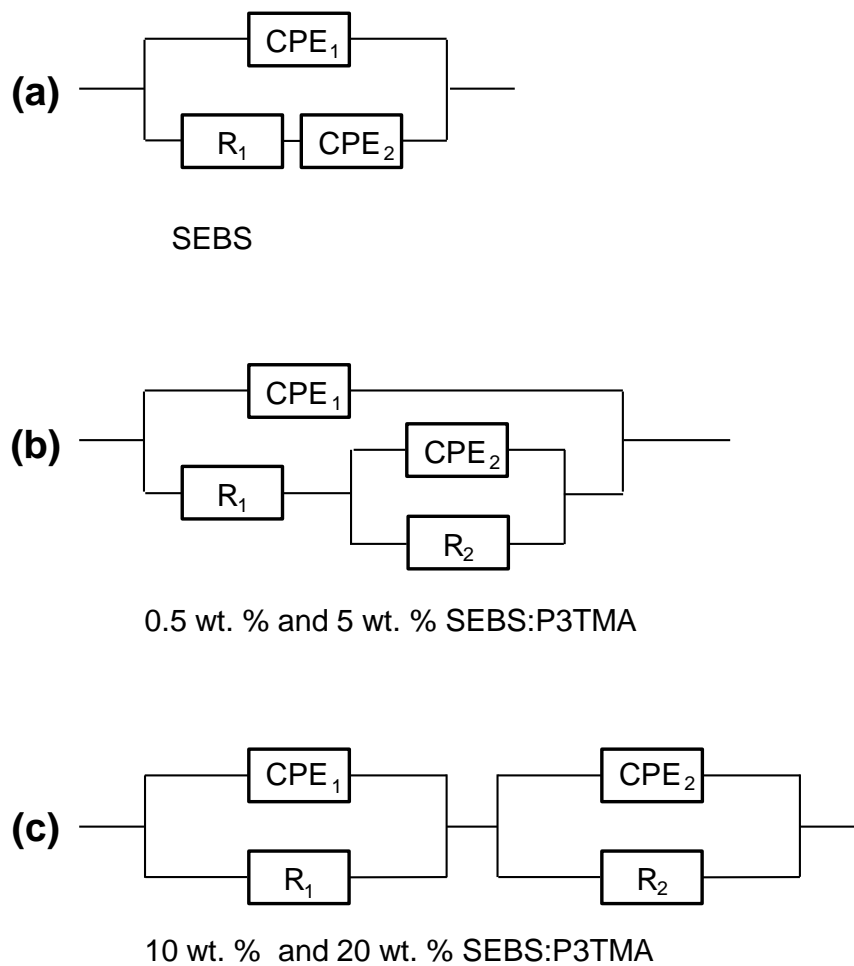 CPE₁
(a)
R₁ CPE₂
SEBS
CPE₁
(b)
CPE₂
R₁
R₂
0.5 wt. % and 5 wt. % SEBS:P3TMA
CPE₁ CPE₂
(c)
R₁ R₂
10 wt. % and 20 wt. % SEBS:P3TMA